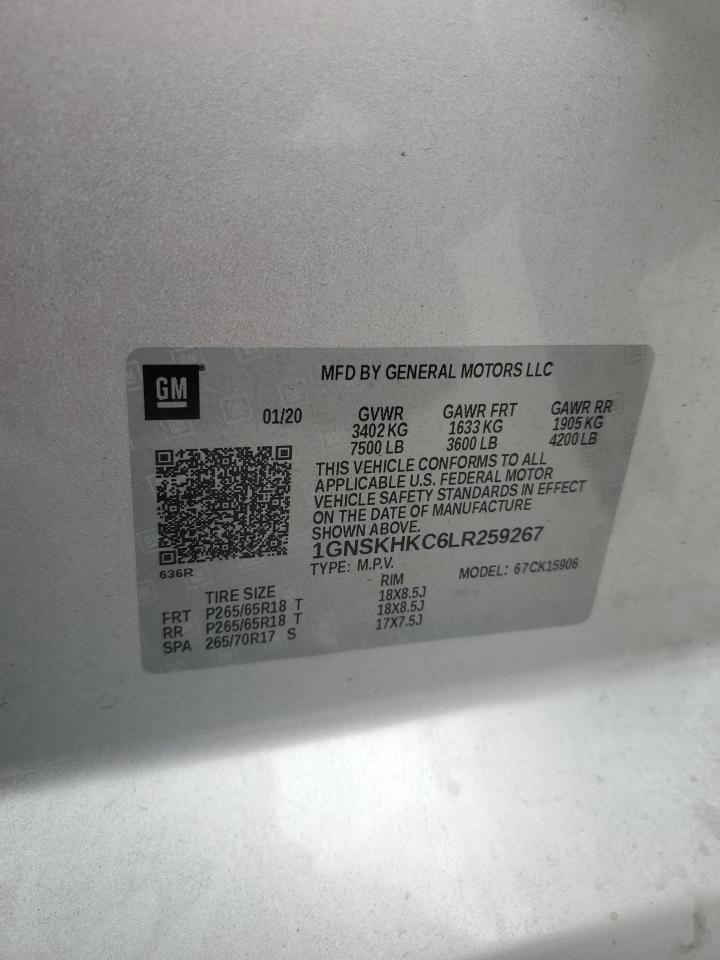 GM
MFD BY GENERAL MOTORS LLC
01/20 GVWR GAWR FRT GAWR RR
3402 KG 1633 KG 1905 KG
7500 LB 3600 LB 4200 LB
THIS VEHICLE CONFORMS TO ALL
APPLICABLE U.S. FEDERAL MOTOR
VEHICLE SAFETY STANDARDS IN EFFECT
ON THE DATE OF MANUFACTURE
SHOWN ABOVE.
1GNSKHKC6LR259267
636R
TYPE: M.P.V. MODEL: 67CK15906
TIRE SIZE RIM
FRT P265/65R18 T 18X8.5J
RR P265/65R18 T 18X8.5J
SPA 265/70R17 S 17X7.5J